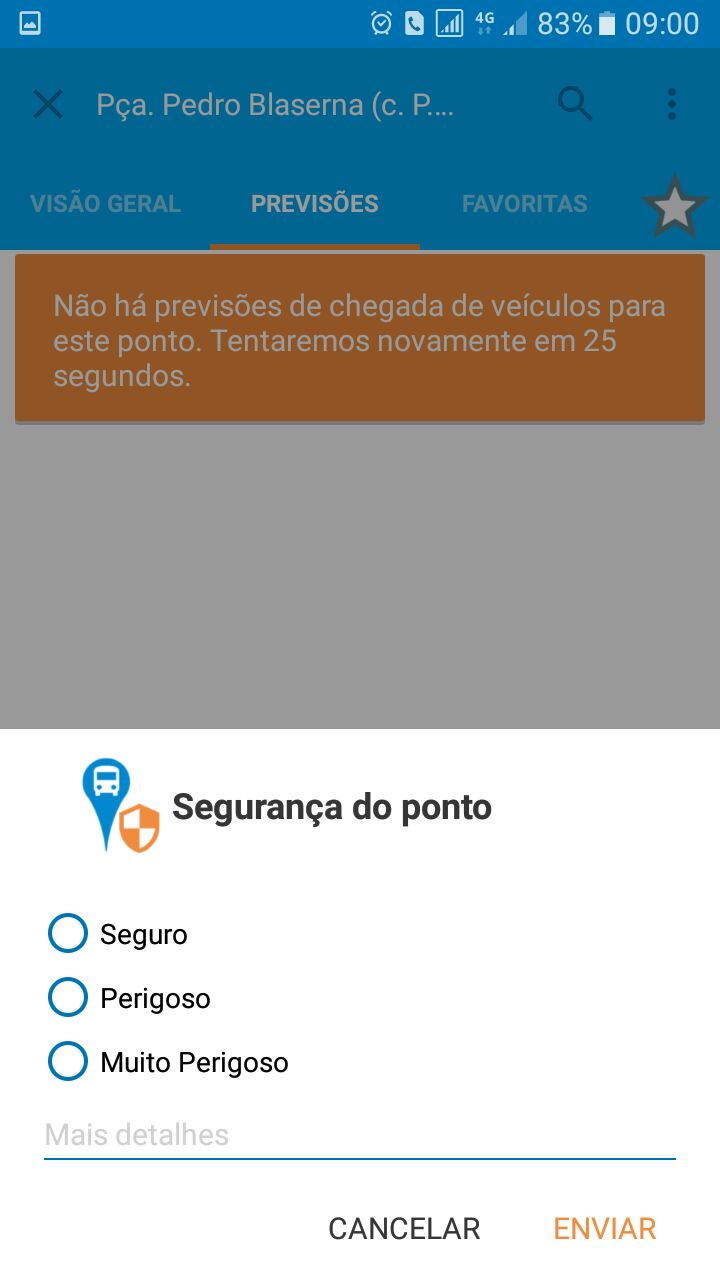 4G 83% 09:00
Pça. Pedro Blaserna (c. P....
VISÃO GERAL PREVISÕES FAVORITAS
Não há previsões de chegada de veículos para
este ponto. Tentaremos novamente em 25
segundos.
Segurança do ponto
Seguro
Perigoso
Muito Perigoso
Mais detalhes
CANCELAR ENVIAR